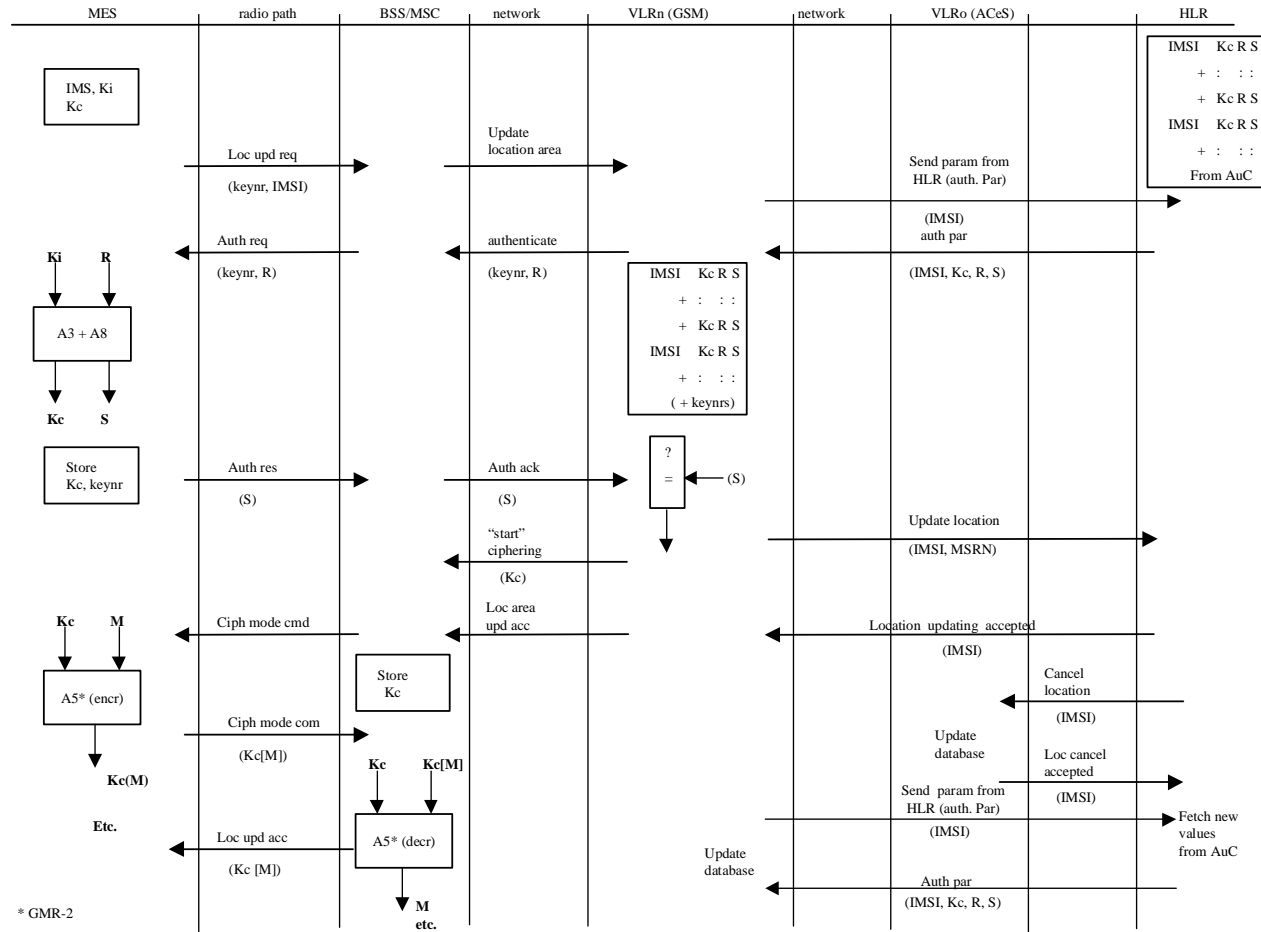 MES radio path BSS/MSC network VLRn (GSM) network VLRo (ACeS) HLR
IMSI Kc R S
+ : : :
+ Kc R S
IMSI Kc R S
+ : : :
From AuC
IMS, Ki
Kc
Loc upd req
(keynr, IMSI)
Update
location area
Send param from
HLR (auth. Par)
(IMSI)
Auth req
(keynr, R)
authenticate
(keynr, R)
auth par
(IMSI, Kc, R, S)
Ki R
A3 + A8
Kc S
IMSI Kc R S
+ : : :
+ Kc R S
IMSI Kc R S
+ : : :
( + keynrs)
Store
Kc, keynr
Auth res
(S)
Auth ack
(S)
?
=
(S)
Update location
(IMSI, MSRN)
“start”
ciphering
(Kc)
Kc M
Ciph mode cmd
Loc area
upd acc
Location updating accepted
(IMSI)
A5* (encr)
Kc(M)
Store
Kc
Cancel
location
(IMSI)
Ciph mode com
(Kc[M])
Update
database
Loc cancel
accepted
(IMSI)
Kc Kc[M]
Send param from
HLR (auth. Par)
(IMSI)
Fetch new
values
from AuC
Etc.
Loc upd acc
(Kc [M])
A5* (decr)
M
etc.
Update
database
Auth par
(IMSI, Kc, R, S)
* GMR-2